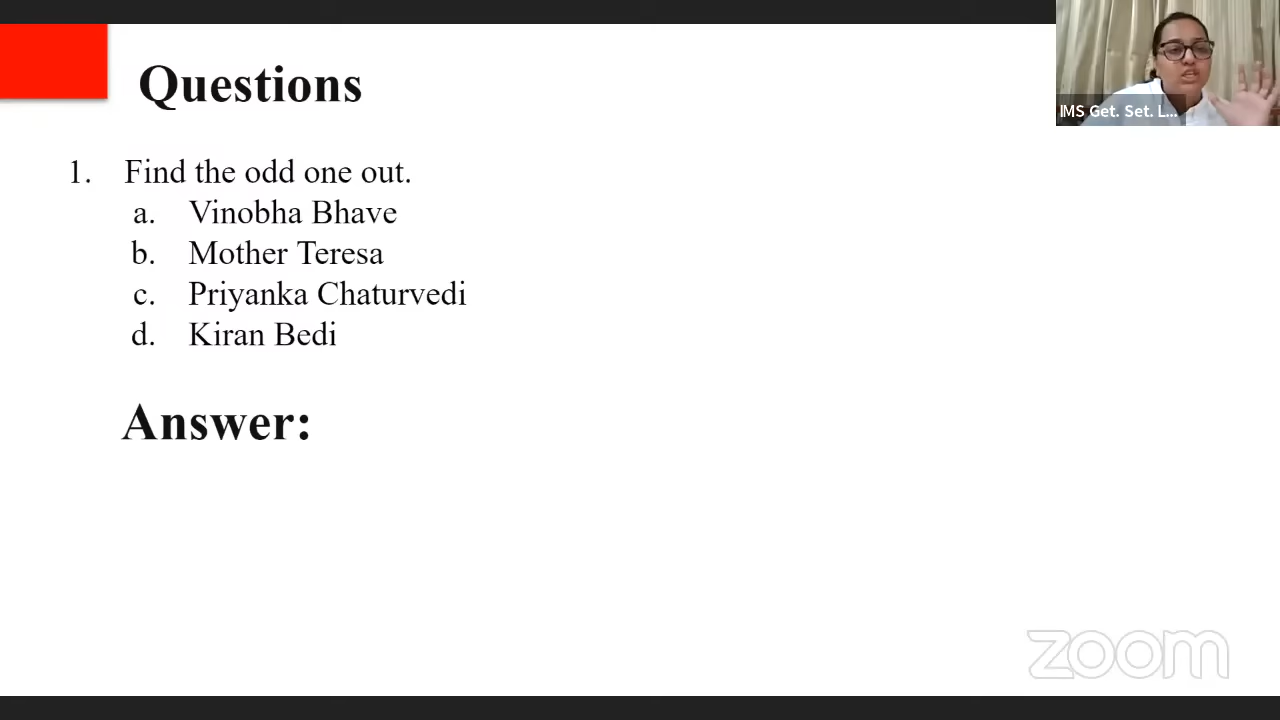 Questions
IMS Get. Set. L...
1. Find the odd one out.
a. Vinobha Bhave
b. Mother Teresa
c. Priyanka Chaturvedi
d. Kiran Bedi
Answer:
zoom